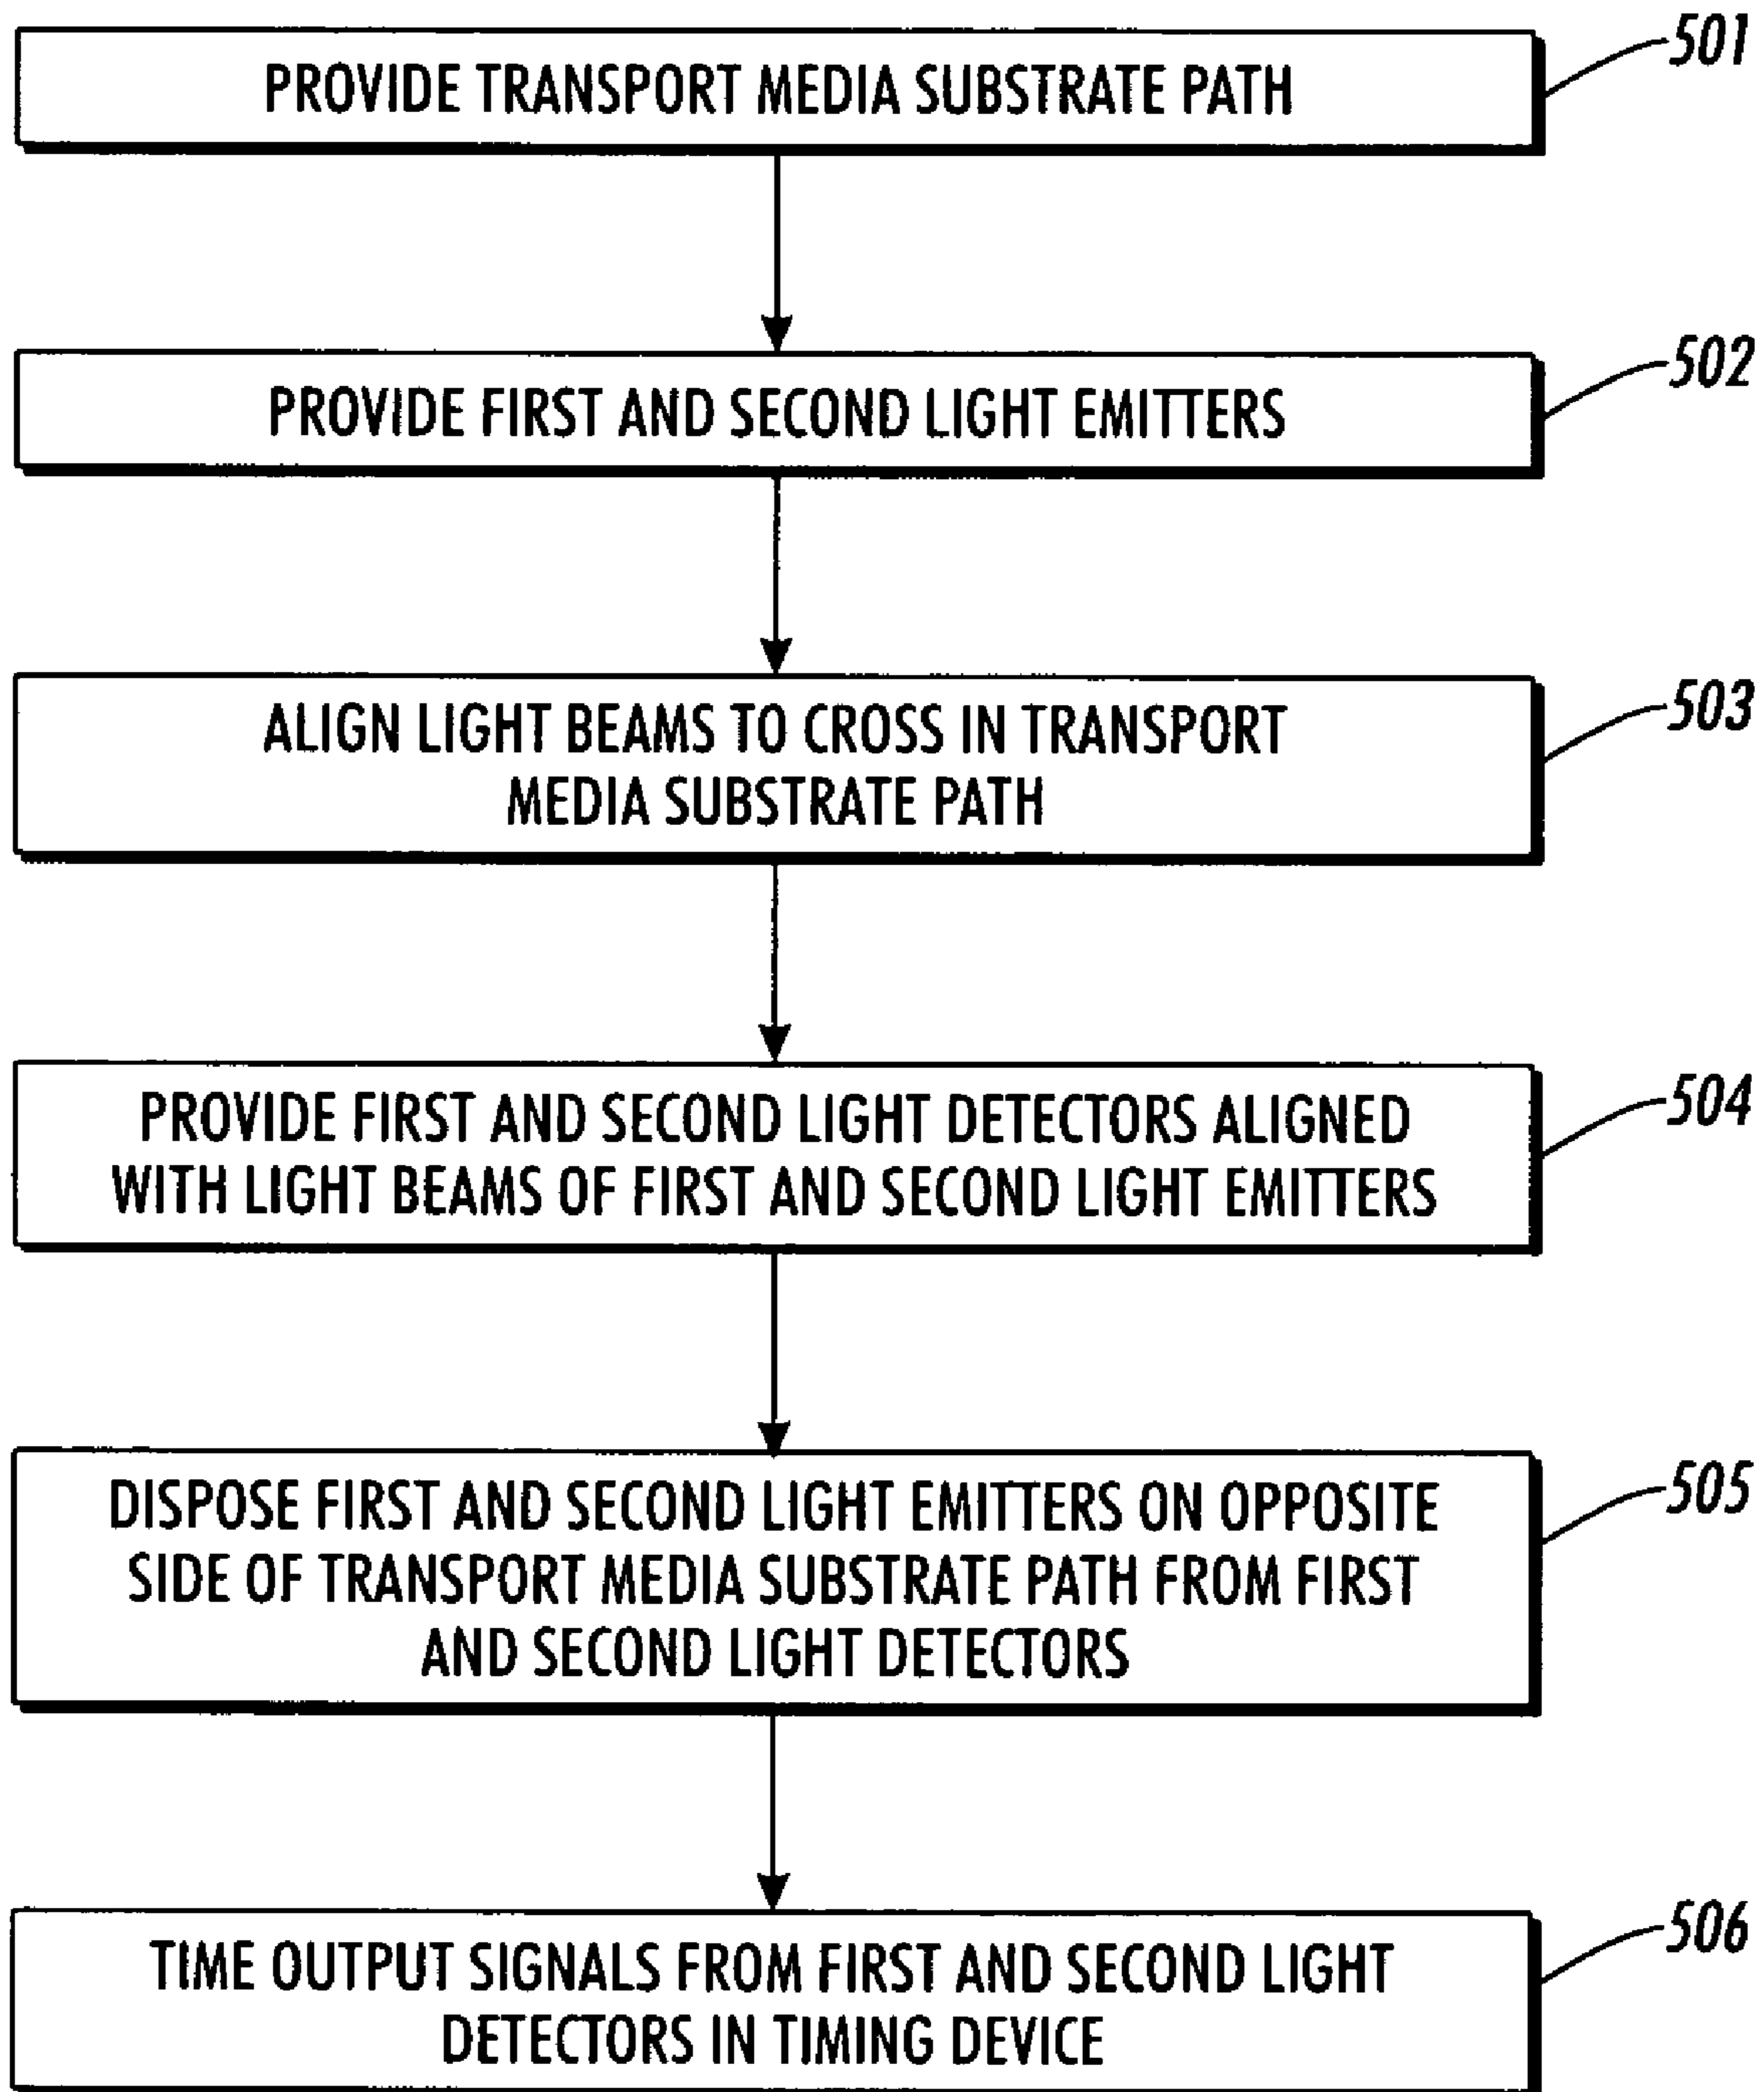 501
PROVIDE TRANSPORT MEDIA SUBSTRATE PATH
502
PROVIDE FIRST AND SECOND LIGHT EMITTERS
503
ALIGN LIGHT BEAMS TO CROSS IN TRANSPORT
MEDIA SUBSTRATE PATH
504
PROVIDE FIRST AND SECOND LIGHT DETECTORS ALIGNED
WITH LIGHT BEAMS OF FIRST AND SECOND LIGHT EMITTERS
505
DISPOSE FIRST AND SECOND LIGHT EMITTERS ON OPPOSITE
SIDE OF TRANSPORT MEDIA SUBSTRATE PATH FROM FIRST
AND SECOND LIGHT DETECTORS
506
TIME OUTPUT SIGNALS FROM FIRST AND SECOND LIGHT
DETECTORS IN TIMING DEVICE